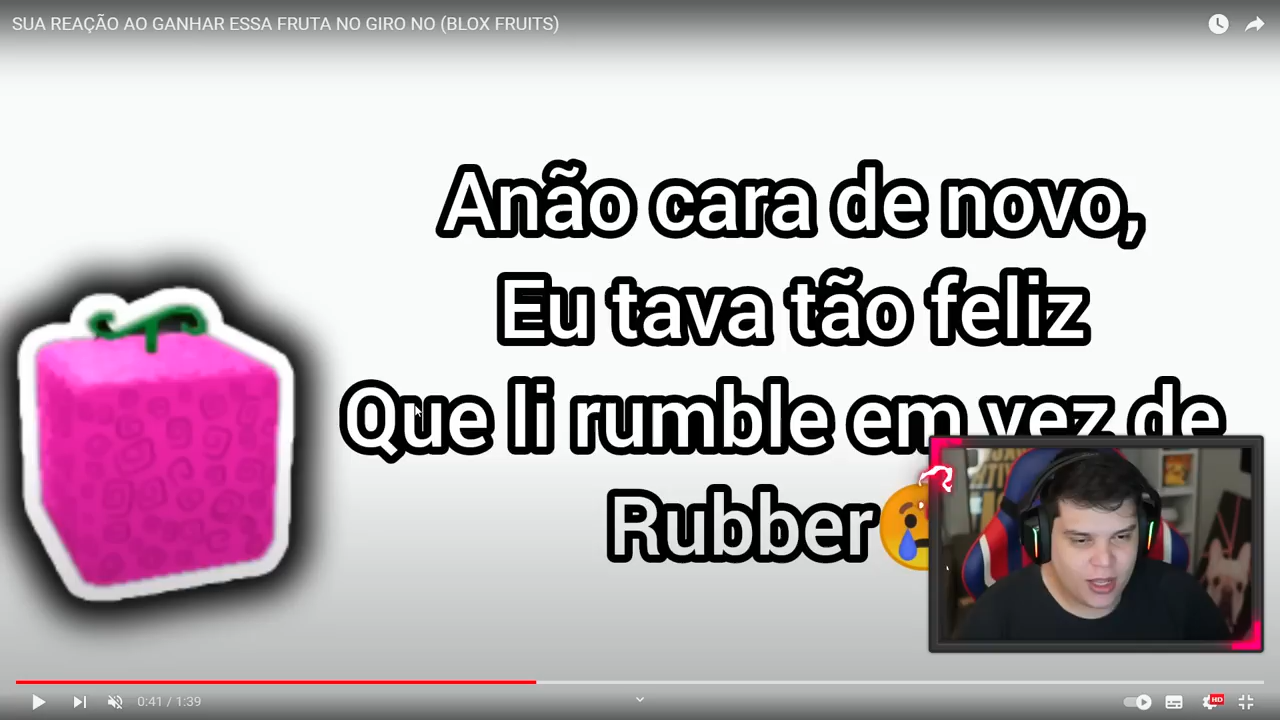 SUA REAÇÃO AO GANHAR ESSA FRUTA NO GIRO NO (BLOX FRUITS)
Anão cara de novo,
Eu tava tão feliz
Que li rumble em vez de
Rubber😢
0:41 / 1:39
HD